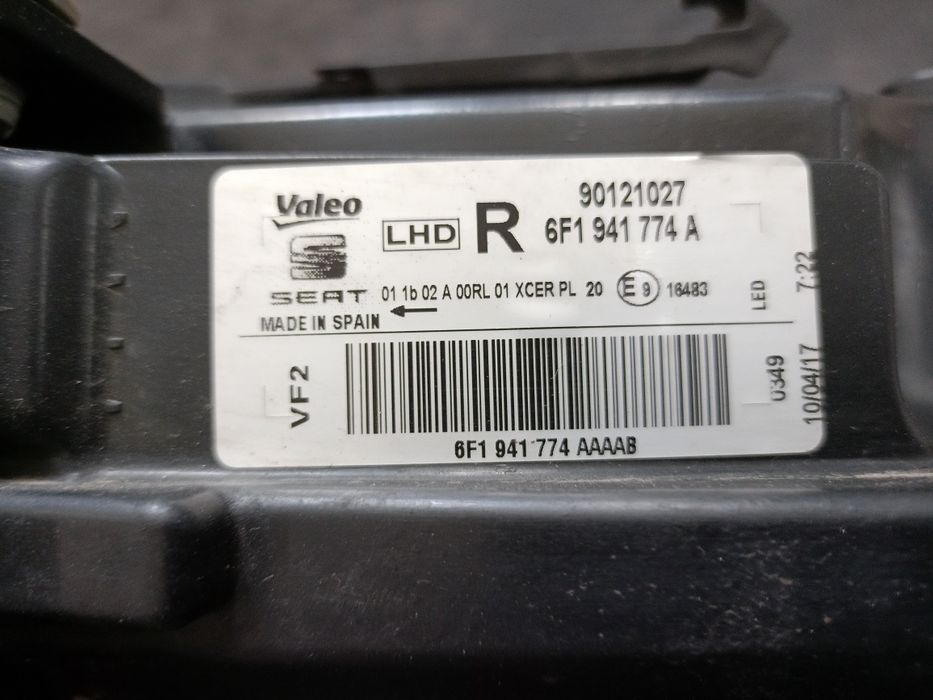 Valeo
SEAT
MADE IN SPAIN
LHD R
90121027
6F1 941 774 A
01 1b 02 A 00RL 01 XCER PL 20 E 9 16483
LED
7:22
VF2
0349
10/04/17
6F1 941 774 AAAAB